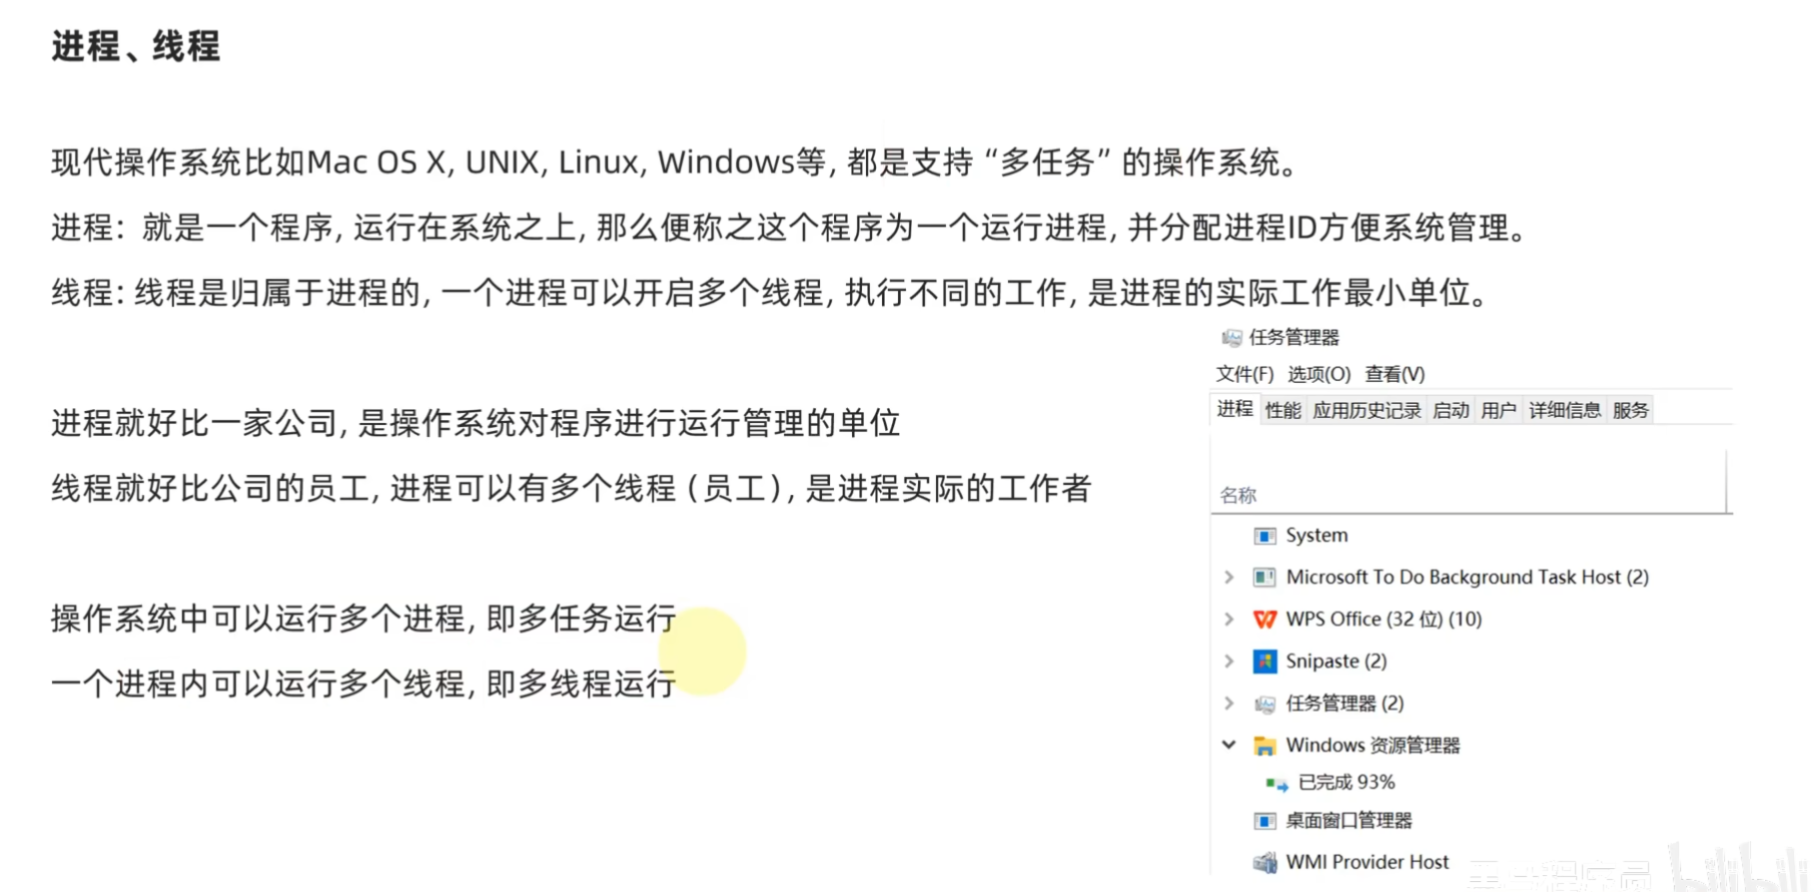 进程、线程
现代操作系统比如Mac OS X, UNIX, Linux, Windows等, 都是支持“多任务”的操作系统。
进程: 就是一个程序, 运行在系统之上, 那么便称之这个程序为一个运行进程, 并分配进程ID方便系统管理。
线程: 线程是归属于进程的, 一个进程可以开启多个线程, 执行不同的工作, 是进程的实际工作最小单位。
进程就好比一家公司, 是操作系统对程序进行运行管理的单位
线程就好比公司的员工, 进程可以有多个线程 (员工), 是进程实际的工作者
操作系统中可以运行多个进程, 即多任务运行
一个进程内可以运行多个线程, 即多线程运行
任务管理器
文件(F) 选项(O) 查看(V)
进程 性能 应用历史记录 启动 用户 详细信息 服务
名称
System
Microsoft To Do Background Task Host (2)
WPS Office (32 位) (10)
Snipaste (2)
任务管理器 (2)
Windows 资源管理器
已完成 93%
桌面窗口管理器
WMI Provider Host
bilibili